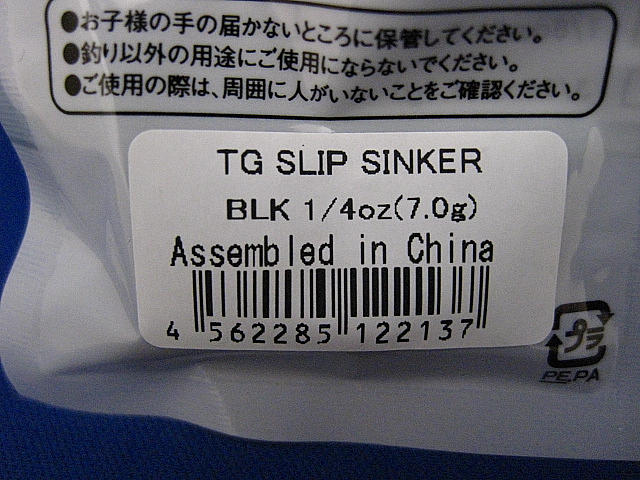 ●お子様の手の届かないところに保管してください。
●釣り以外の用途にご使用にならないでください。
●ご使用の際は、周囲に人がいないことをご確認ください。
TG SLIP SINKER
BLK 1/4oz(7.0g)
Assembled in China
4 562285 122137
プラ
PE,PA